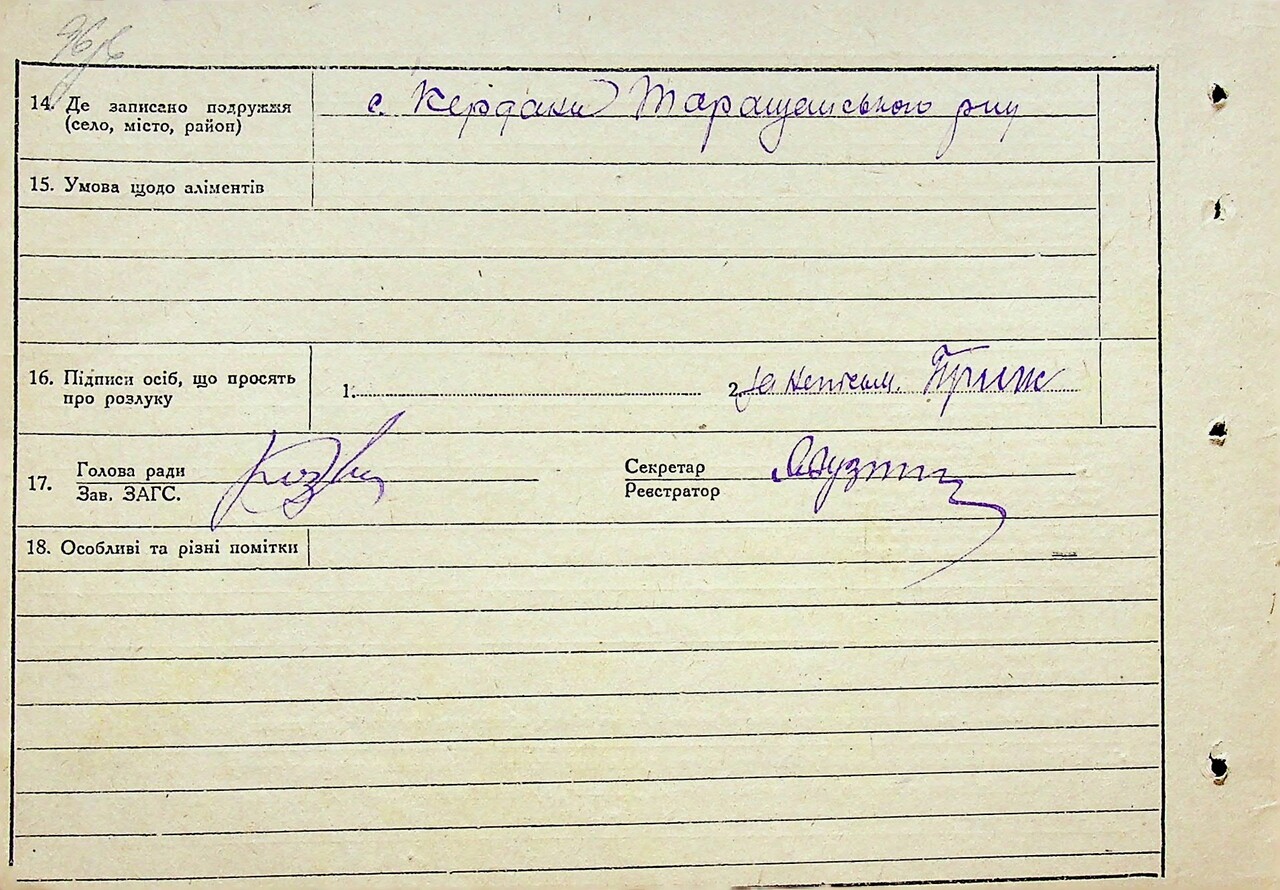 14. Де записано подружжя
(село, місто, район)
с. Кердани Таращанського р-ну
15. Умова щодо аліментів
16. Підписи осіб, що просять
про розлуку
1. 2. за неписьм.
17. Голова ради
Зав. ЗАГС.
Секретар
Реєстратор
18. Особливі та різні помітки